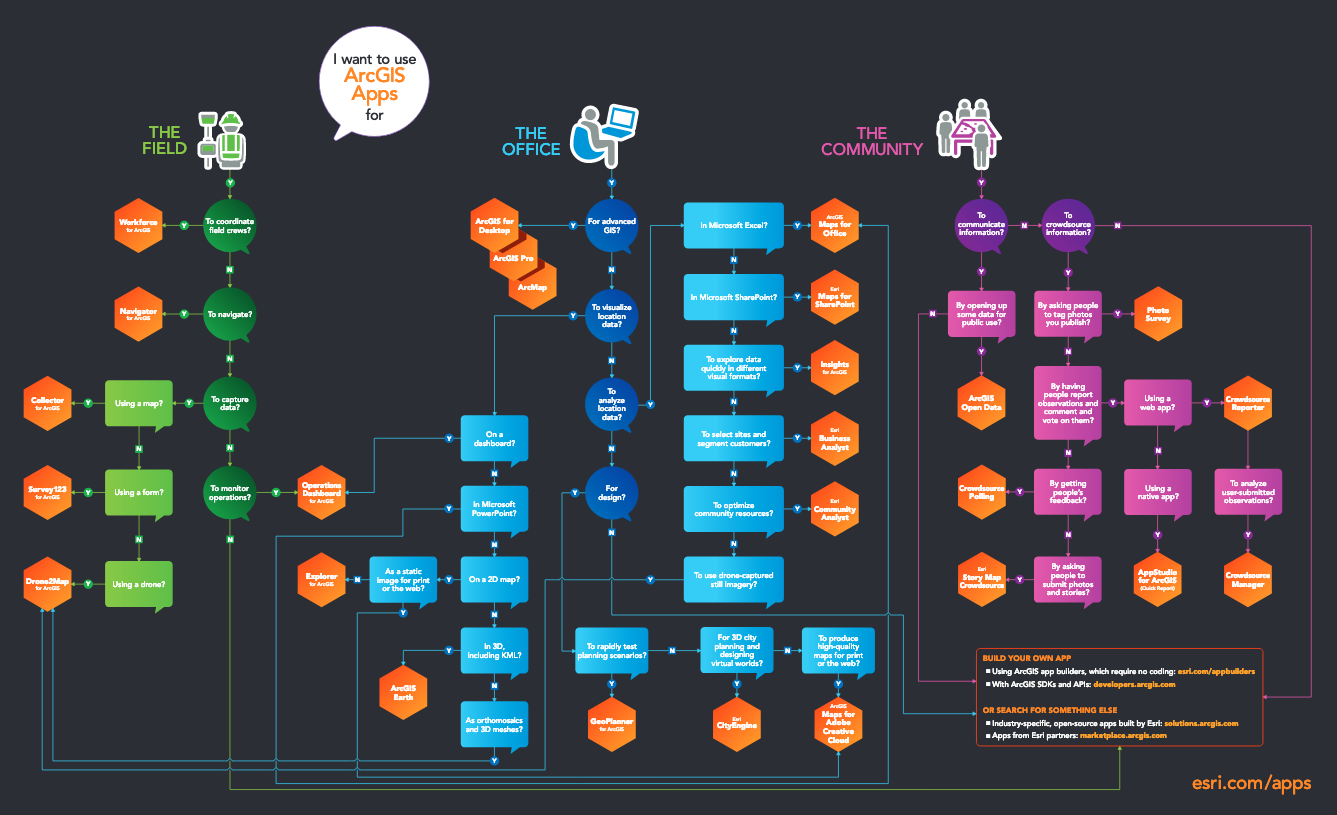 I want to use
ArcGIS
Apps
for
THE
FIELD
Y
To coordinate
field crews?
Y
Workforce
for ArcGIS
N
To navigate?
Y
Navigator
for ArcGIS
N
To capture
data?
Y
Using a map?
Y
Collector
for ArcGIS
N
Using a form?
Y
Survey123
for ArcGIS
N
Using a drone?
Y
Drone2Map
for ArcGIS
N
To monitor
operations?
Y
Operations
Dashboard
for ArcGIS
N
THE
OFFICE
Y
For advanced
GIS?
Y
ArcGIS for
Desktop
ArcGIS Pro
ArcMap
N
To visualize
location
data?
Y
On a
dashboard?
Y
N
In Microsoft
PowerPoint?
Y
N
On a 2D map?
Y
As a static
image for print
or the web?
N
Explorer
for ArcGIS
Y
N
In 3D,
including KML?
Y
ArcGIS
Earth
N
As orthomosaics
and 3D meshes?
Y
N
To
analyze
location
data?
Y
In Microsoft Excel?
Y
ArcGIS
Maps for
Office
N
In Microsoft SharePoint?
Y
Esri
Maps for
SharePoint
N
To explore data
quickly in different
visual formats?
Y
Insights
for ArcGIS
N
To select sites and
segment customers?
Y
Esri
Business
Analyst
N
To optimize
community resources?
Y
Esri
Community
Analyst
N
To use drone-captured
still imagery?
Y
N
For
design?
Y
N
To rapidly test
planning scenarios?
N
Y
GeoPlanner
for ArcGIS
For 3D city
planning and
designing
virtual worlds?
N
Y
Esri
CityEngine
To produce
high-quality
maps for print
or the web?
Y
ArcGIS
Maps for
Adobe
Creative
Cloud
THE
COMMUNITY
Y
To
communicate
information?
N
To
crowdsource
information?
N
Y
By opening up
some data for
public use?
N
Y
ArcGIS
Open Data
Y
By asking people
to tag photos
you publish?
Y
Photo
Survey
N
By having
people report
observations and
comment and
vote on them?
Y
Using a
web app?
Y
Crowdsource
Reporter
N
Using a
native app?
Y
AppStudio
for ArcGIS
(Quick Report)
To analyze
user-submitted
observations?
Y
Crowdsource
Manager
N
By getting
people's
feedback?
Y
Crowdsource
Polling
N
By asking
people to
submit photos
and stories?
Y
Esri
Story Map
Crowdsource
BUILD YOUR OWN APP
■ Using ArcGIS app builders, which require no coding: esri.com/appbuilders
■ With ArcGIS SDKs and APIs: developers.arcgis.com
OR SEARCH FOR SOMETHING ELSE
■ Industry-specific, open-source apps built by Esri: solutions.arcgis.com
■ Apps from Esri partners: marketplace.arcgis.com
esri.com/apps